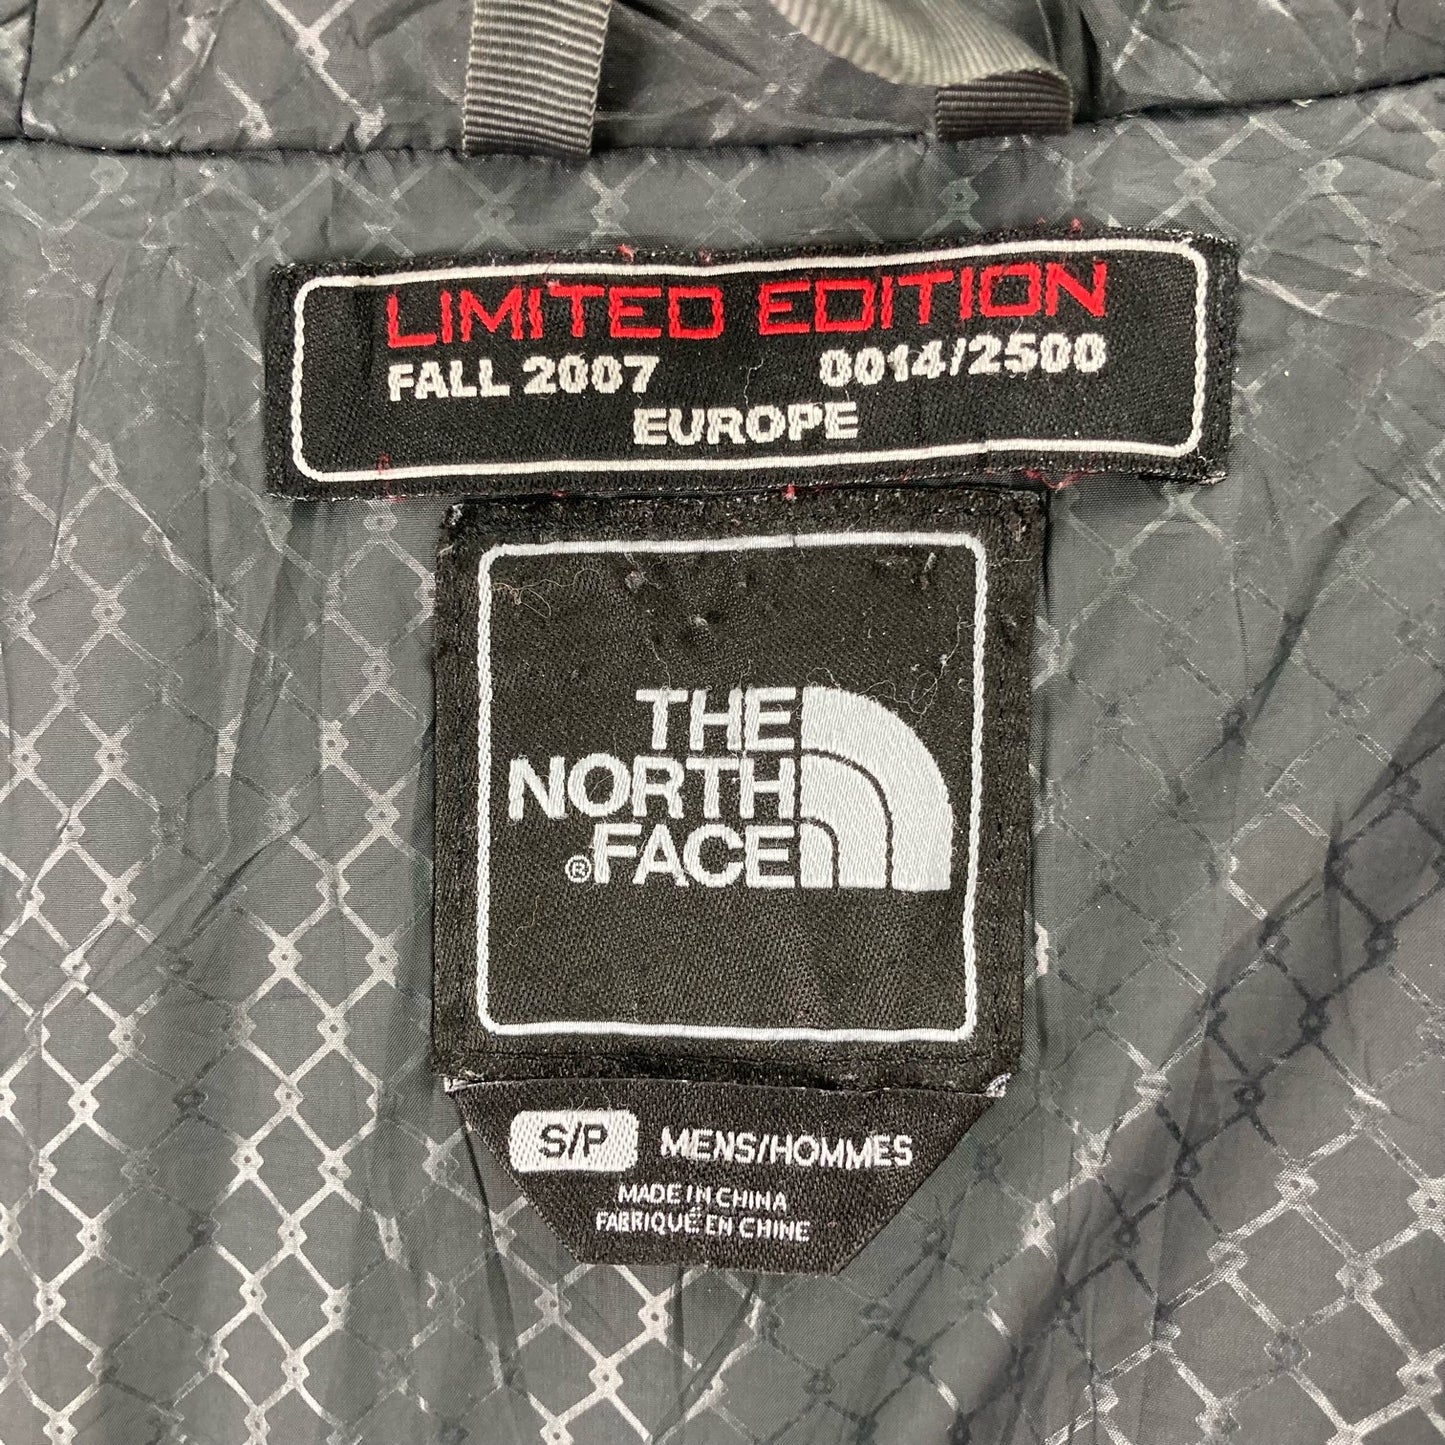 LIMITED EDITION
FALL 2007 0014/2500
EUROPE
THE
NORTH
®FACE
S/P MENS/HOMMES
MADE IN CHINA
FABRIQUÉ EN CHINE